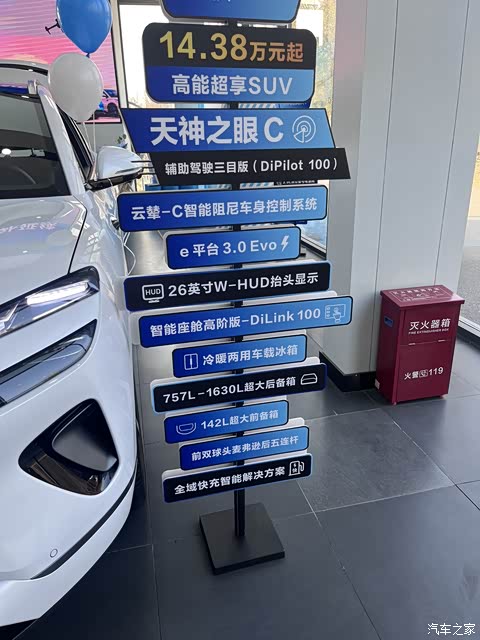 14.38万元起
高能超享SUV
天神之眼 C
辅助驾驶三目版（DiPilot 100）
云辇-C智能阻尼车身控制系统
e 平台 3.0 Evo
HUD 26英寸W-HUD抬头显示
智能座舱高阶版-DiLink 100
冷暖两用车载冰箱
757L-1630L超大后备箱
142L超大前备箱
前双球头麦弗逊后五连杆
全域快充智能解决方案
灭火器箱
FIRE EXTINGUISHER BOX
火警 119
汽车之家